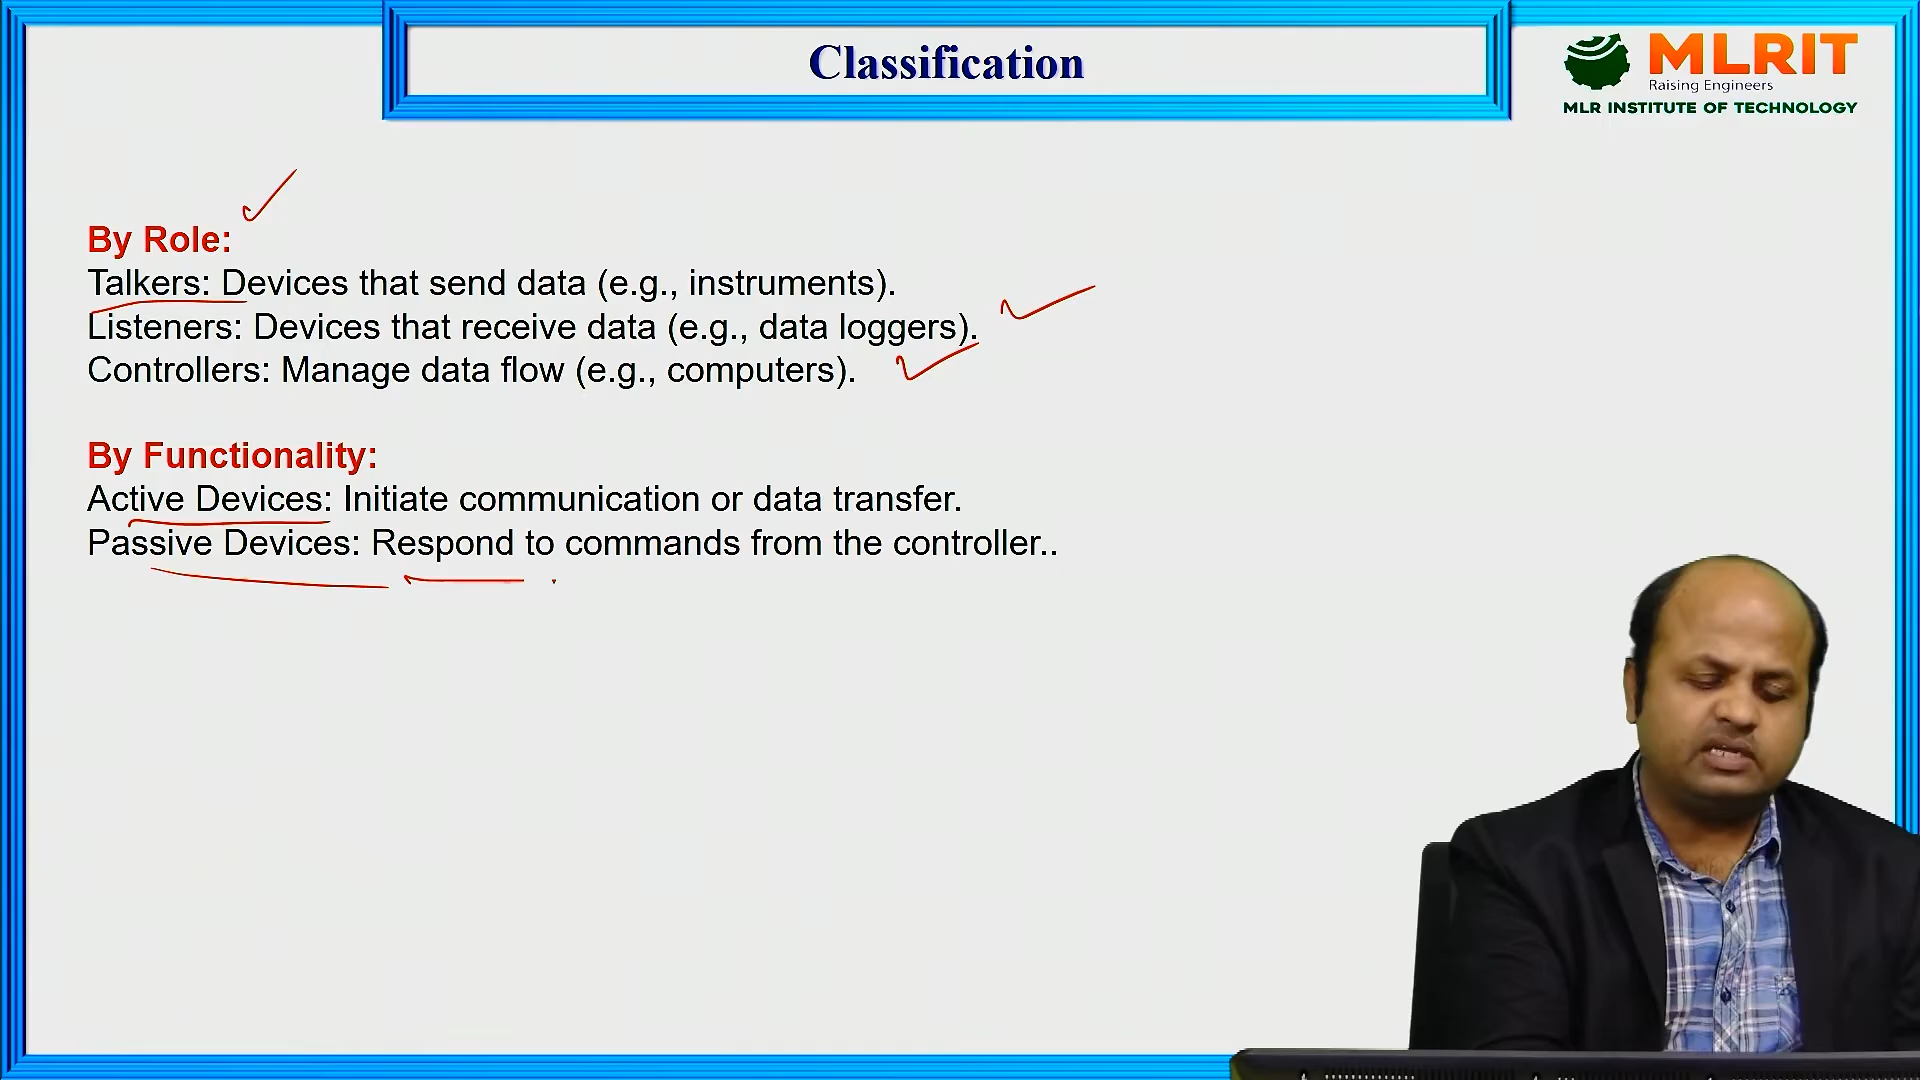 Classification
MLRIT
Raising Engineers
MLR INSTITUTE OF TECHNOLOGY
By Role:
Talkers: Devices that send data (e.g., instruments).
Listeners: Devices that receive data (e.g., data loggers).
Controllers: Manage data flow (e.g., computers).
By Functionality:
Active Devices: Initiate communication or data transfer.
Passive Devices: Respond to commands from the controller..